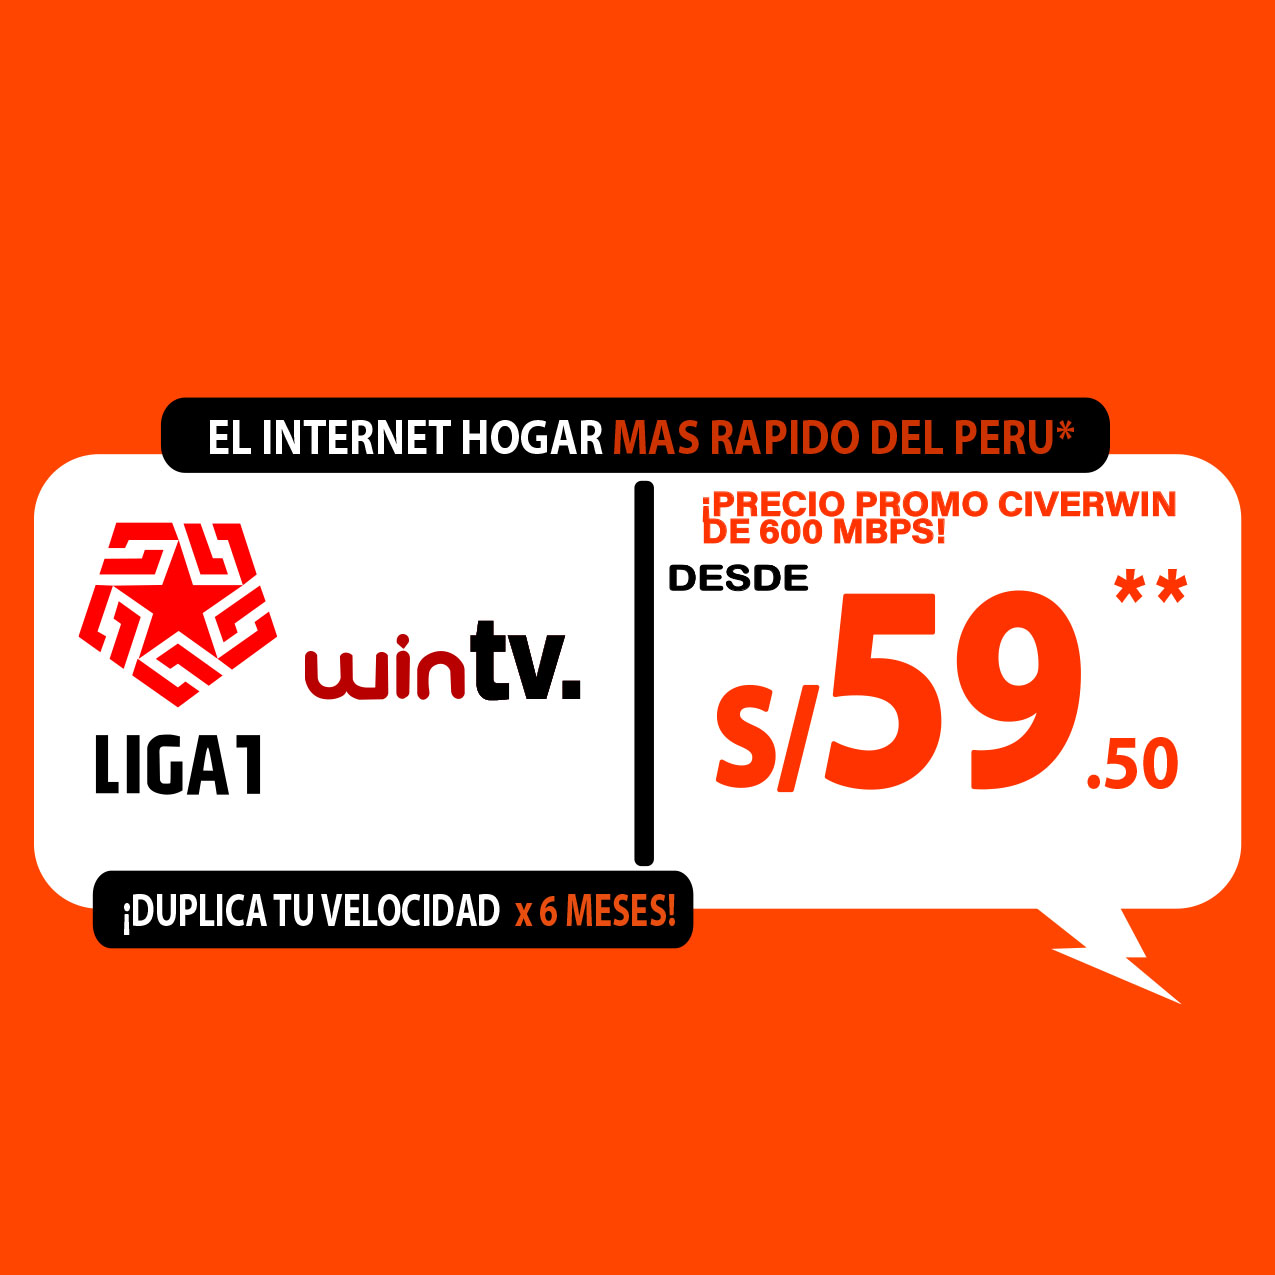 EL INTERNET HOGAR MAS RAPIDO DEL PERU*
LIGA1
wintv.
¡PRECIO PROMO CIVERWIN
DE 600 MBPS!
DESDE
S/59.50**
¡DUPLICA TU VELOCIDAD x 6 MESES!